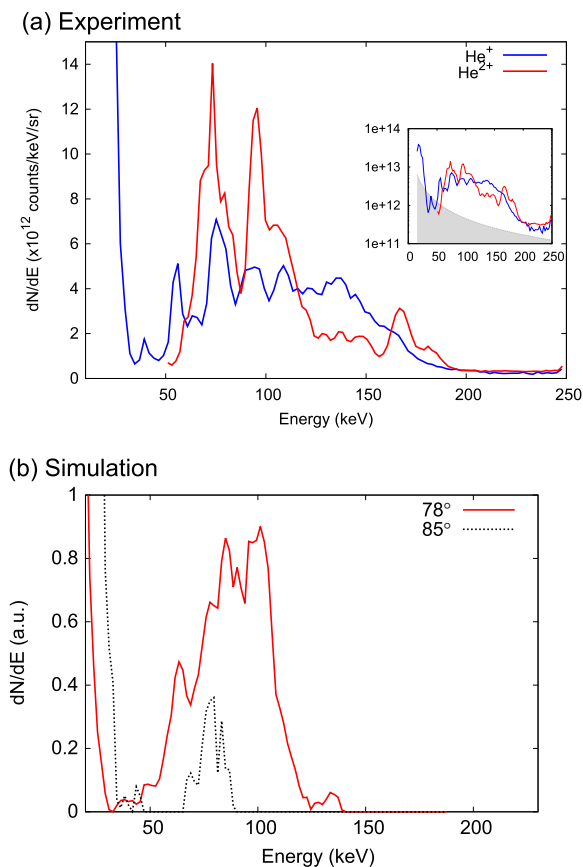 (a) Experiment
He+
He2+
14
12
10
8
6
4
2
0
dN/dE (x10^12 counts/keV/sr)
1e+14
1e+13
1e+12
1e+11
0 50 100 150 200 250
50 100 150 200 250
Energy (keV)
(b) Simulation
78°
85°
1
0.8
0.6
0.4
0.2
0
dN/dE (a.u.)
50 100 150 200
Energy (keV)